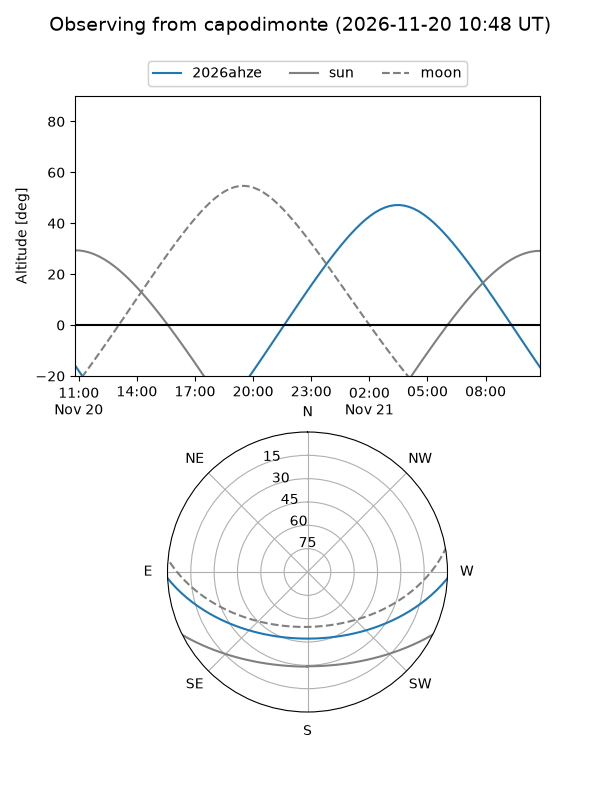 Observing from capodimonte (2026-11-20 10:48 UT)
2026ahze sun moon
Altitude [deg]
80
60
40
20
0
−20
11:00 14:00 17:00 20:00 23:00 02:00 05:00 08:00
Nov 20 Nov 21
N
NE NW
15
30
45
60
75
E W
SE SW
S